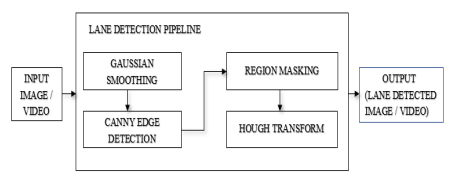 LANE DETECTION PIPELINE
INPUT
IMAGE /
VIDEO
GAUSSIAN
SMOOTHING
CANNY EDGE
DETECTION
REGION MASKING
HOUGH TRANSFORM
OUTPUT
(LANE DETECTED
IMAGE / VIDEO)